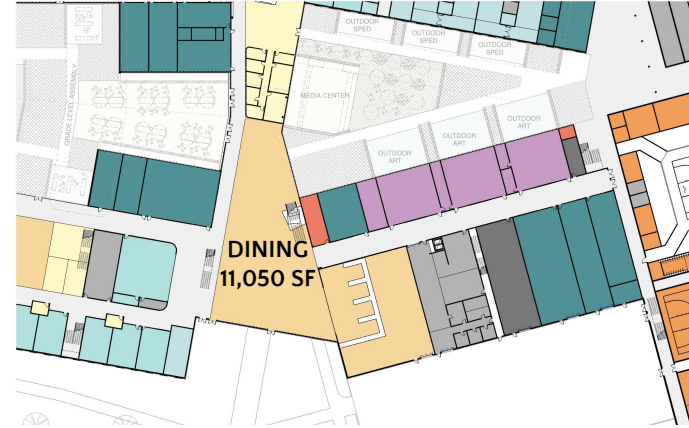 OUTDOOR
SPED
OUTDOOR
SPED
OUTDOOR
SPED
GRADE LEVEL ASSEMBLY
MEDIA CENTER
OUTDOOR
ART
OUTDOOR
ART
OUTDOOR
ART
DINING
11,050 SF